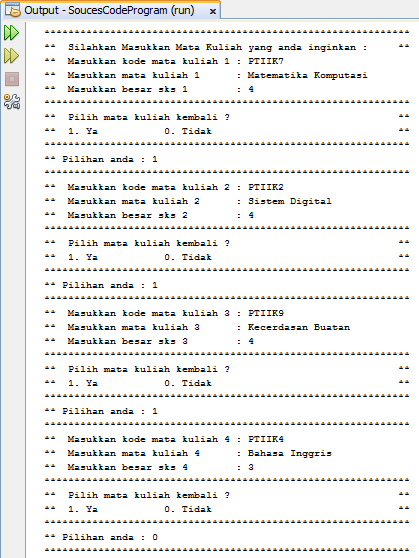 Output - SoucesCodeProgram (run) x
*************************************************************
**  Silahkan Masukkan Mata Kuliah yang anda inginkan :     **
**  Masukkan kode mata kuliah 1 : PTIIK7
**  Masukkan mata kuliah 1      : Matematika Komputasi
**  Masukkan besar sks 1        : 4
*************************************************************
**  Pilih mata kuliah kembali ?                            **
**  1. Ya           0. Tidak                               **
*************************************************************
** Pilihan anda : 1
*************************************************************
**  Masukkan kode mata kuliah 2 : PTIIK2
**  Masukkan mata kuliah 2      : Sistem Digital
**  Masukkan besar sks 2        : 4
*************************************************************
**  Pilih mata kuliah kembali ?                            **
**  1. Ya           0. Tidak                               **
*************************************************************
** Pilihan anda : 1
*************************************************************
**  Masukkan kode mata kuliah 3 : PTIIK9
**  Masukkan mata kuliah 3      : Kecerdasan Buatan
**  Masukkan besar sks 3        : 4
*************************************************************
**  Pilih mata kuliah kembali ?                            **
**  1. Ya           0. Tidak                               **
*************************************************************
** Pilihan anda : 1
*************************************************************
**  Masukkan kode mata kuliah 4 : PTIIK4
**  Masukkan mata kuliah 4      : Bahasa Inggris
**  Masukkan besar sks 4        : 3
*************************************************************
**  Pilih mata kuliah kembali ?                            **
**  1. Ya           0. Tidak                               **
*************************************************************
** Pilihan anda : 0
*************************************************************